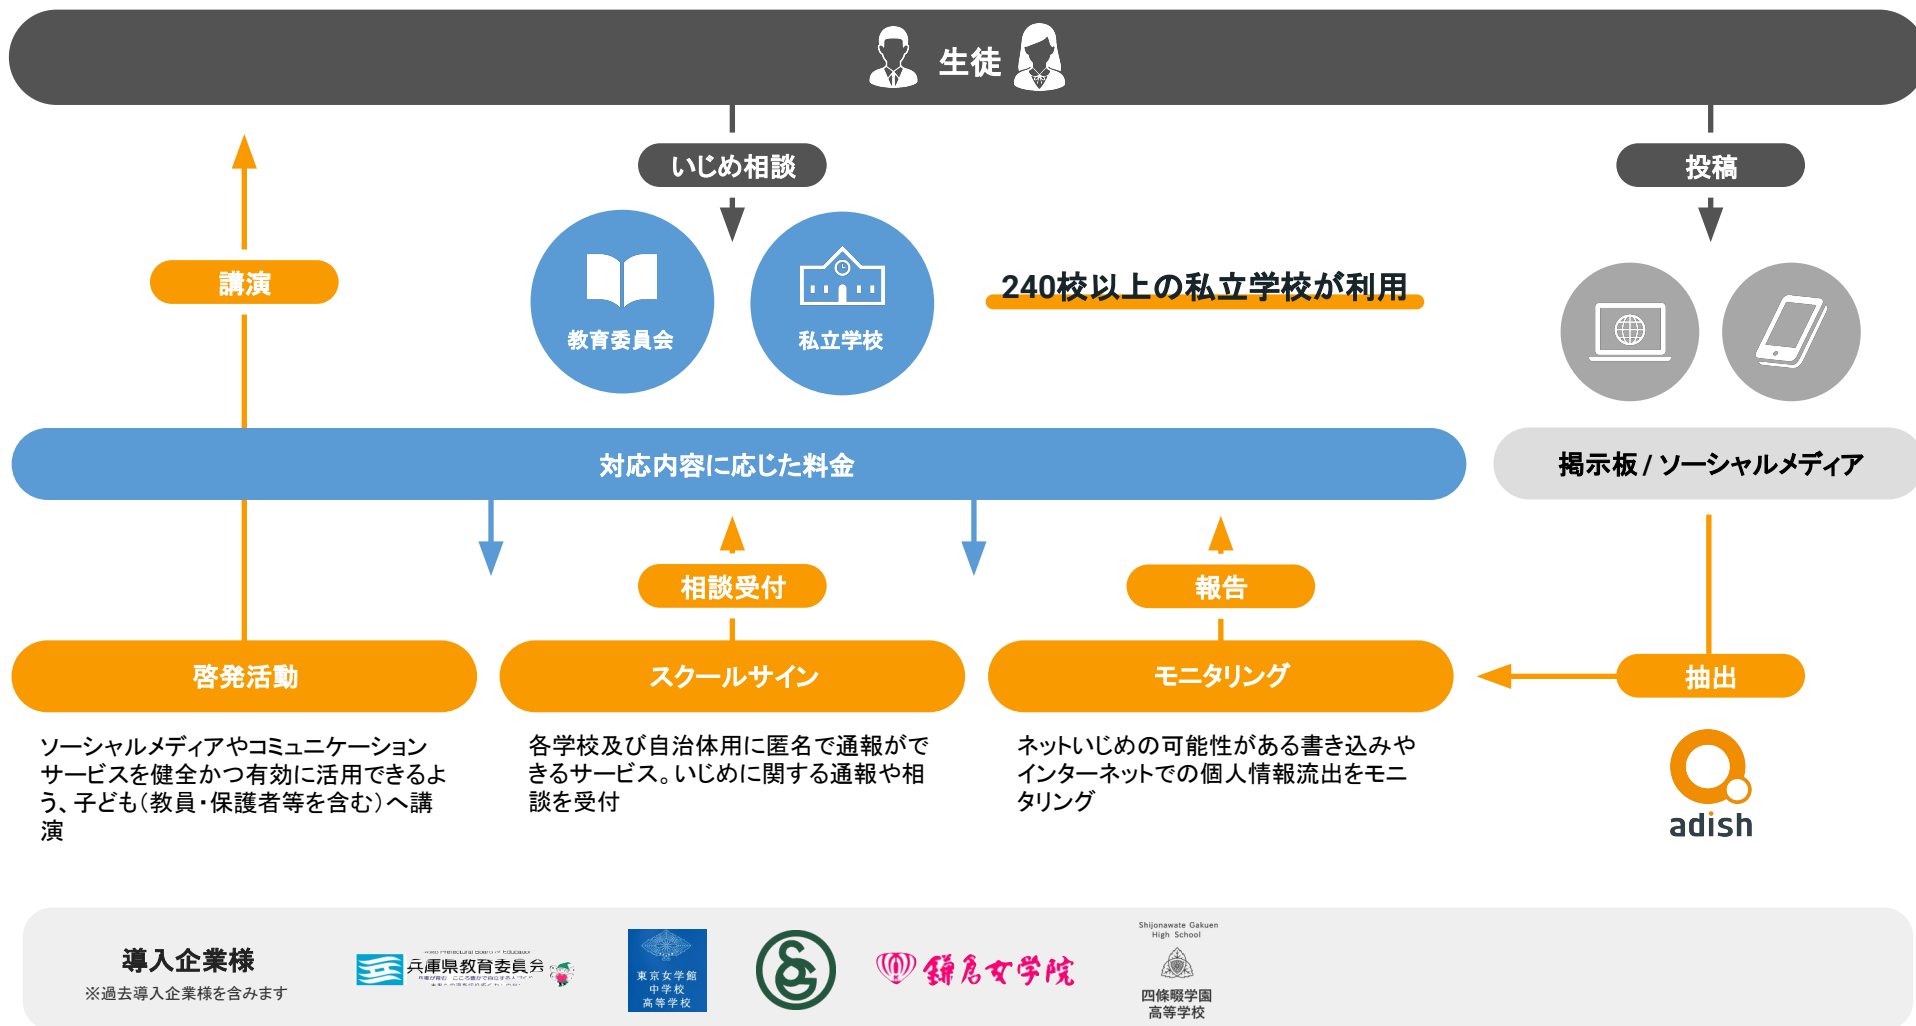 生徒
いじめ相談
投稿
講演
教育委員会
私立学校
240校以上の私立学校が利用
対応内容に応じた料金
掲示板 / ソーシャルメディア
相談受付
報告
啓発活動
スクールサイン
モニタリング
抽出
ソーシャルメディアやコミュニケーション
サービスを健全かつ有効に活用できるよ
う、子ども（教員・保護者等を含む）へ講
演
各学校及び自治体用に匿名で通報がで
きるサービス。いじめに関する通報や相
談を受付
ネットいじめの可能性がある書き込みや
インターネットでの個人情報流出をモニ
タリング
adish
導入企業様
※過去導入企業様を含みます
兵庫県教育委員会
東京女学館
中学校
高等学校
鎌倉女学院
Shijonawate Gakuen
High School
四條畷学園
高等学校